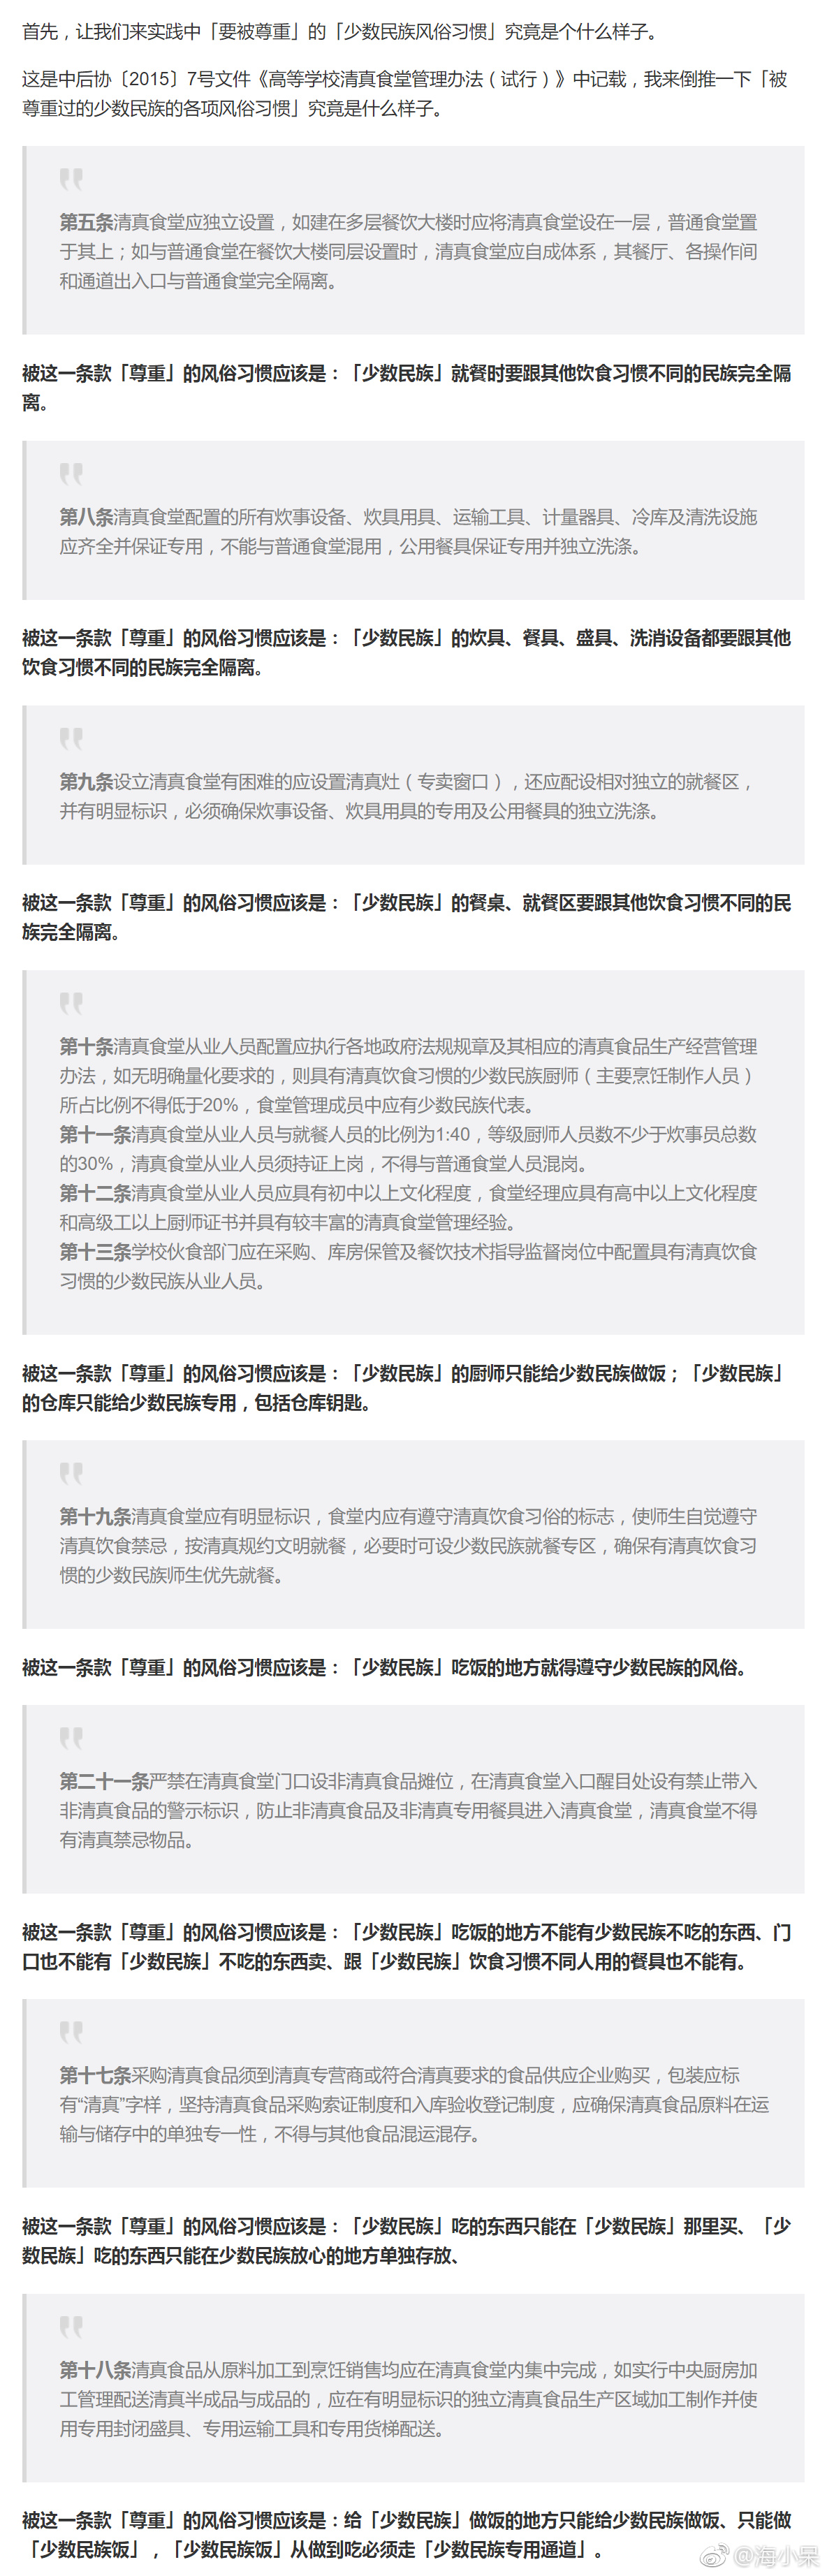 首先，让我们来实践中「要被尊重」的「少数民族风俗习惯」究竟是个什么样子。
这是中后协〔2015〕7号文件《高等学校清真食堂管理办法（试行）》中记载，我来倒推一下「被
尊重过的少数民族的各项风俗习惯」究竟是什么样子。
第五条清真食堂应独立设置，如建在多层餐饮大楼时应将清真食堂设在一层，普通食堂置
于其上；如与普通食堂在餐饮大楼同层设置时，清真食堂应自成体系，其餐厅、各操作间
和通道出入口与普通食堂完全隔离。
被这一条款「尊重」的风俗习惯应该是：「少数民族」就餐时要跟其他饮食习惯不同的民族完全隔
离。
第八条清真食堂配置的所有炊事设备、炊具用具、运输工具、计量器具、冷库及清洗设施
应齐全并保证专用，不能与普通食堂混用，公用餐具保证专用并独立洗涤。
被这一条款「尊重」的风俗习惯应该是：「少数民族」的炊具、餐具、盛具、洗消设备都要跟其他
饮食习惯不同的民族完全隔离。
第九条设立清真食堂有困难的应设置清真灶（专卖窗口），还应配设相对独立的就餐区，
并有明显标识，必须确保炊事设备、炊具用具的专用及公用餐具的独立洗涤。
被这一条款「尊重」的风俗习惯应该是：「少数民族」的餐桌、就餐区要跟其他饮食习惯不同的民
族完全隔离。
第十条清真食堂从业人员配置应执行各地政府法规规章及其相应的清真食品生产经营管理
办法，如无明确量化要求的，则具有清真饮食习惯的少数民族厨师（主要烹饪制作人员）
所占比例不得低于20%，食堂管理成员中应有少数民族代表。
第十一条清真食堂从业人员与就餐人员的比例为1:40，等级厨师人员数不少于炊事员总数
的30%，清真食堂从业人员须持证上岗，不得与普通食堂人员混岗。
第十二条清真食堂从业人员应具有初中以上文化程度，食堂经理应具有高中以上文化程度
和高级工以上厨师证书并具有较丰富的清真食堂管理经验。
第十三条学校伙食部门应在采购、库房保管及餐饮技术指导监督岗位中配置具有清真饮食
习惯的少数民族从业人员。
被这一条款「尊重」的风俗习惯应该是：「少数民族」的厨师只能给少数民族做饭；「少数民族」
的仓库只能给少数民族专用，包括仓库钥匙。
第十九条清真食堂应有明显标识，食堂内应有遵守清真饮食习俗的标志，使师生自觉遵守
清真饮食禁忌，按清真规约文明就餐，必要时可设少数民族就餐专区，确保有清真饮食习
惯的少数民族师生优先就餐。
被这一条款「尊重」的风俗习惯应该是：「少数民族」吃饭的地方就得遵守少数民族的风俗。
第二十一条严禁在清真食堂门口设非清真食品摊位，在清真食堂入口醒目处设有禁止带入
非清真食品的警示标识，防止非清真食品及非清真专用餐具进入清真食堂，清真食堂不得
有清真禁忌物品。
被这一条款「尊重」的风俗习惯应该是：「少数民族」吃饭的地方不能有少数民族不吃的东西、门
口也不能有「少数民族」不吃的东西卖、跟「少数民族」饮食习惯不同人用的餐具也不能有。
第十七条采购清真食品须到清真专营商或符合清真要求的食品供应企业购买，包装应标
有“清真”字样，坚持清真食品采购索证制度和入库验收登记制度，应确保清真食品原料在运
输与储存中的单独专一性，不得与其他食品混运混存。
被这一条款「尊重」的风俗习惯应该是：「少数民族」吃的东西只能在「少数民族」那里买、「少
数民族」吃的东西只能在少数民族放心的地方单独存放、
第十八条清真食品从原料加工到烹饪销售均应在清真食堂内集中完成，如实行中央厨房加
工管理配送清真半成品与成品的，应在有明显标识的独立清真食品生产区域加工制作并使
用专用封闭盛具、专用运输工具和专用货梯配送。
被这一条款「尊重」的风俗习惯应该是：给「少数民族」做饭的地方只能给少数民族做饭、只能做
「少数民族饭」，「少数民族饭」从做到吃必须走「少数民族专用通道」。
@海小呆